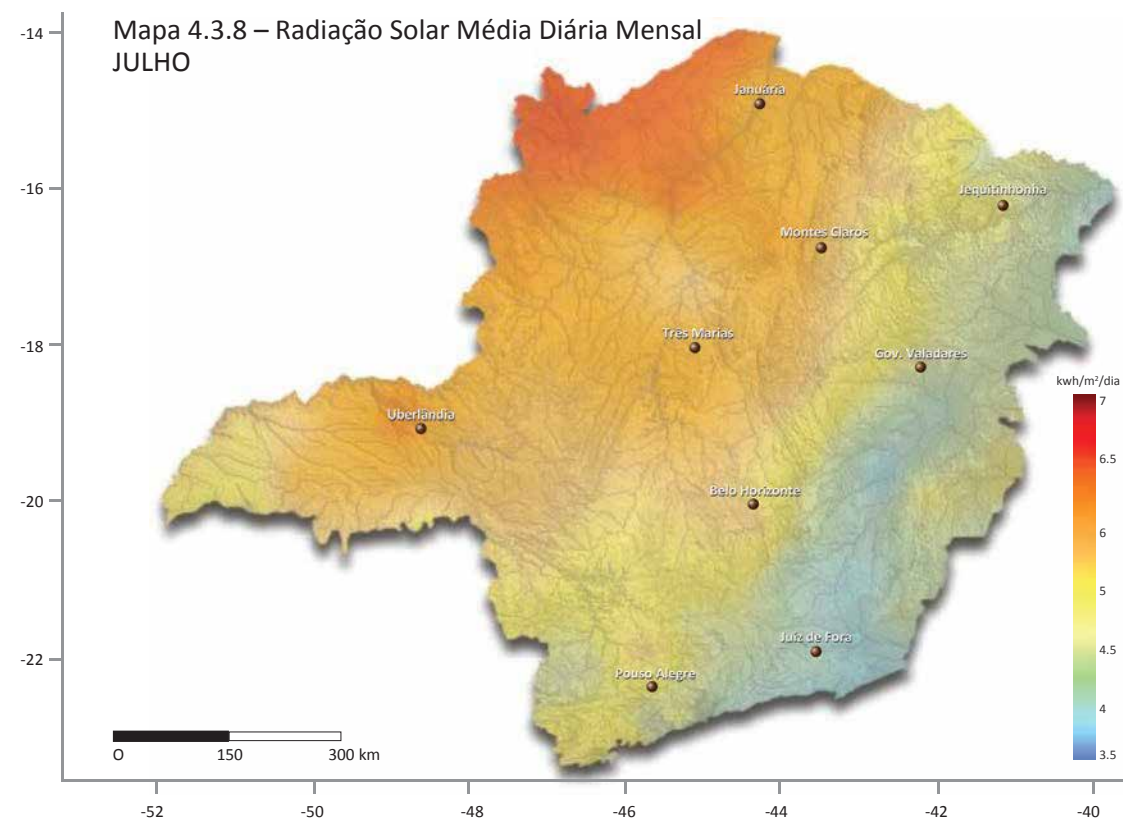 Mapa 4.3.8 – Radiação Solar Média Diária Mensal
JULHO
-14
-16
-18
-20
-22
Januária
Jequitinhonha
Montes Claros
Três Marias
Gov. Valadares
Uberlândia
Belo Horizonte
Juiz de Fora
Pouso Alegre
kwh/m²/dia
7
6.5
6
5
4.5
4
3.5
O 150 300 km
-52 -50 -48 -46 -44 -42 -40